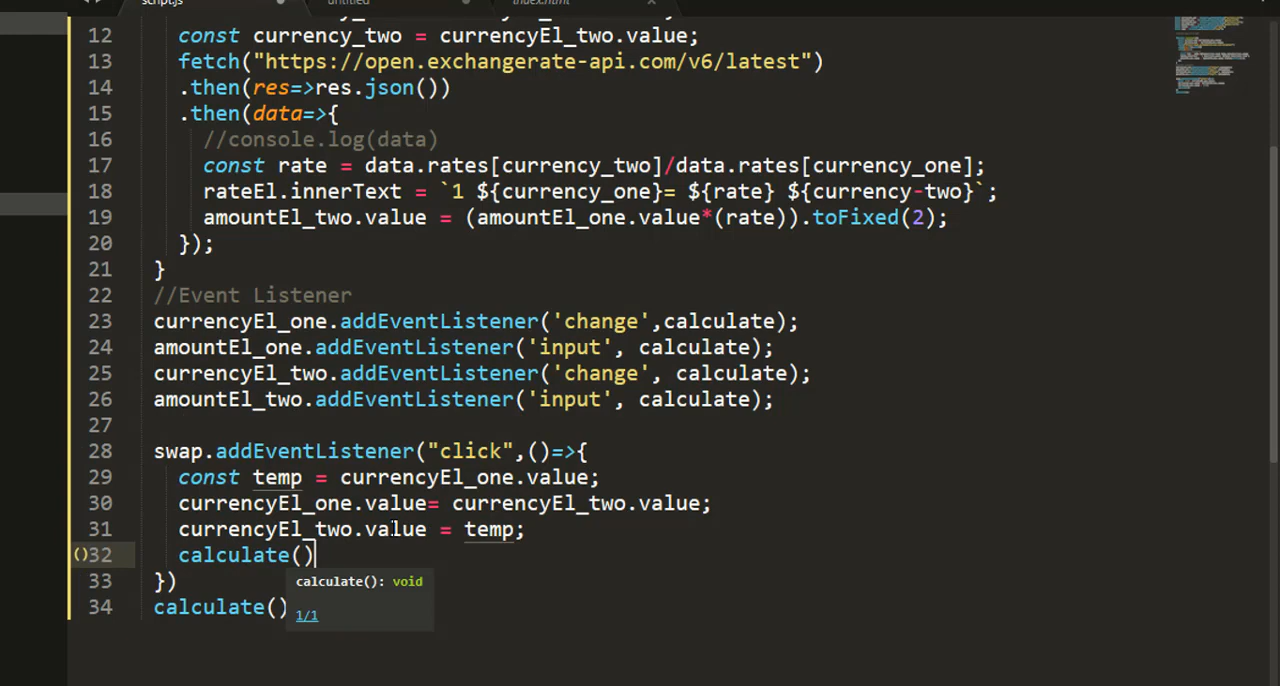 script.js untitled index.html
12 const currency_two = currencyEl_two.value;
13 fetch("https://open.exchangerate-api.com/v6/latest")
14 .then(res=>res.json())
15 .then(data=>{
16 //console.log(data)
17 const rate = data.rates[currency_two]/data.rates[currency_one];
18 rateEl.innerText = `1 ${currency_one}= ${rate} ${currency-two}`;
19 amountEl_two.value = (amountEl_one.value*(rate)).toFixed(2);
20 });
21 }
22 //Event Listener
23 currencyEl_one.addEventListener('change',calculate);
24 amountEl_one.addEventListener('input', calculate);
25 currencyEl_two.addEventListener('change', calculate);
26 amountEl_two.addEventListener('input', calculate);
27
28 swap.addEventListener("click",()=>{
29 const temp = currencyEl_one.value;
30 currencyEl_one.value= currencyEl_two.value;
31 currencyEl_two.value = temp;
()32 calculate()
33 })
calculate(): void
34 calculate()
1/1